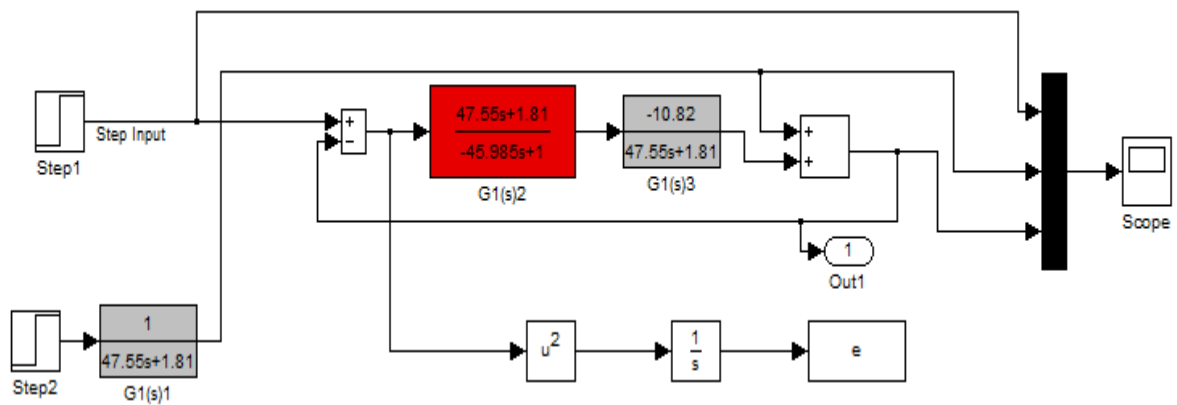 Step1
Step Input
+
−
47.55s+1.81
-45.985s+1
G1(s)2
-10.82
47.55s+1.81
G1(s)3
+
+
Scope
1
Out1
Step2
1
47.55s+1.81
G1(s)1
u²
1
s
e